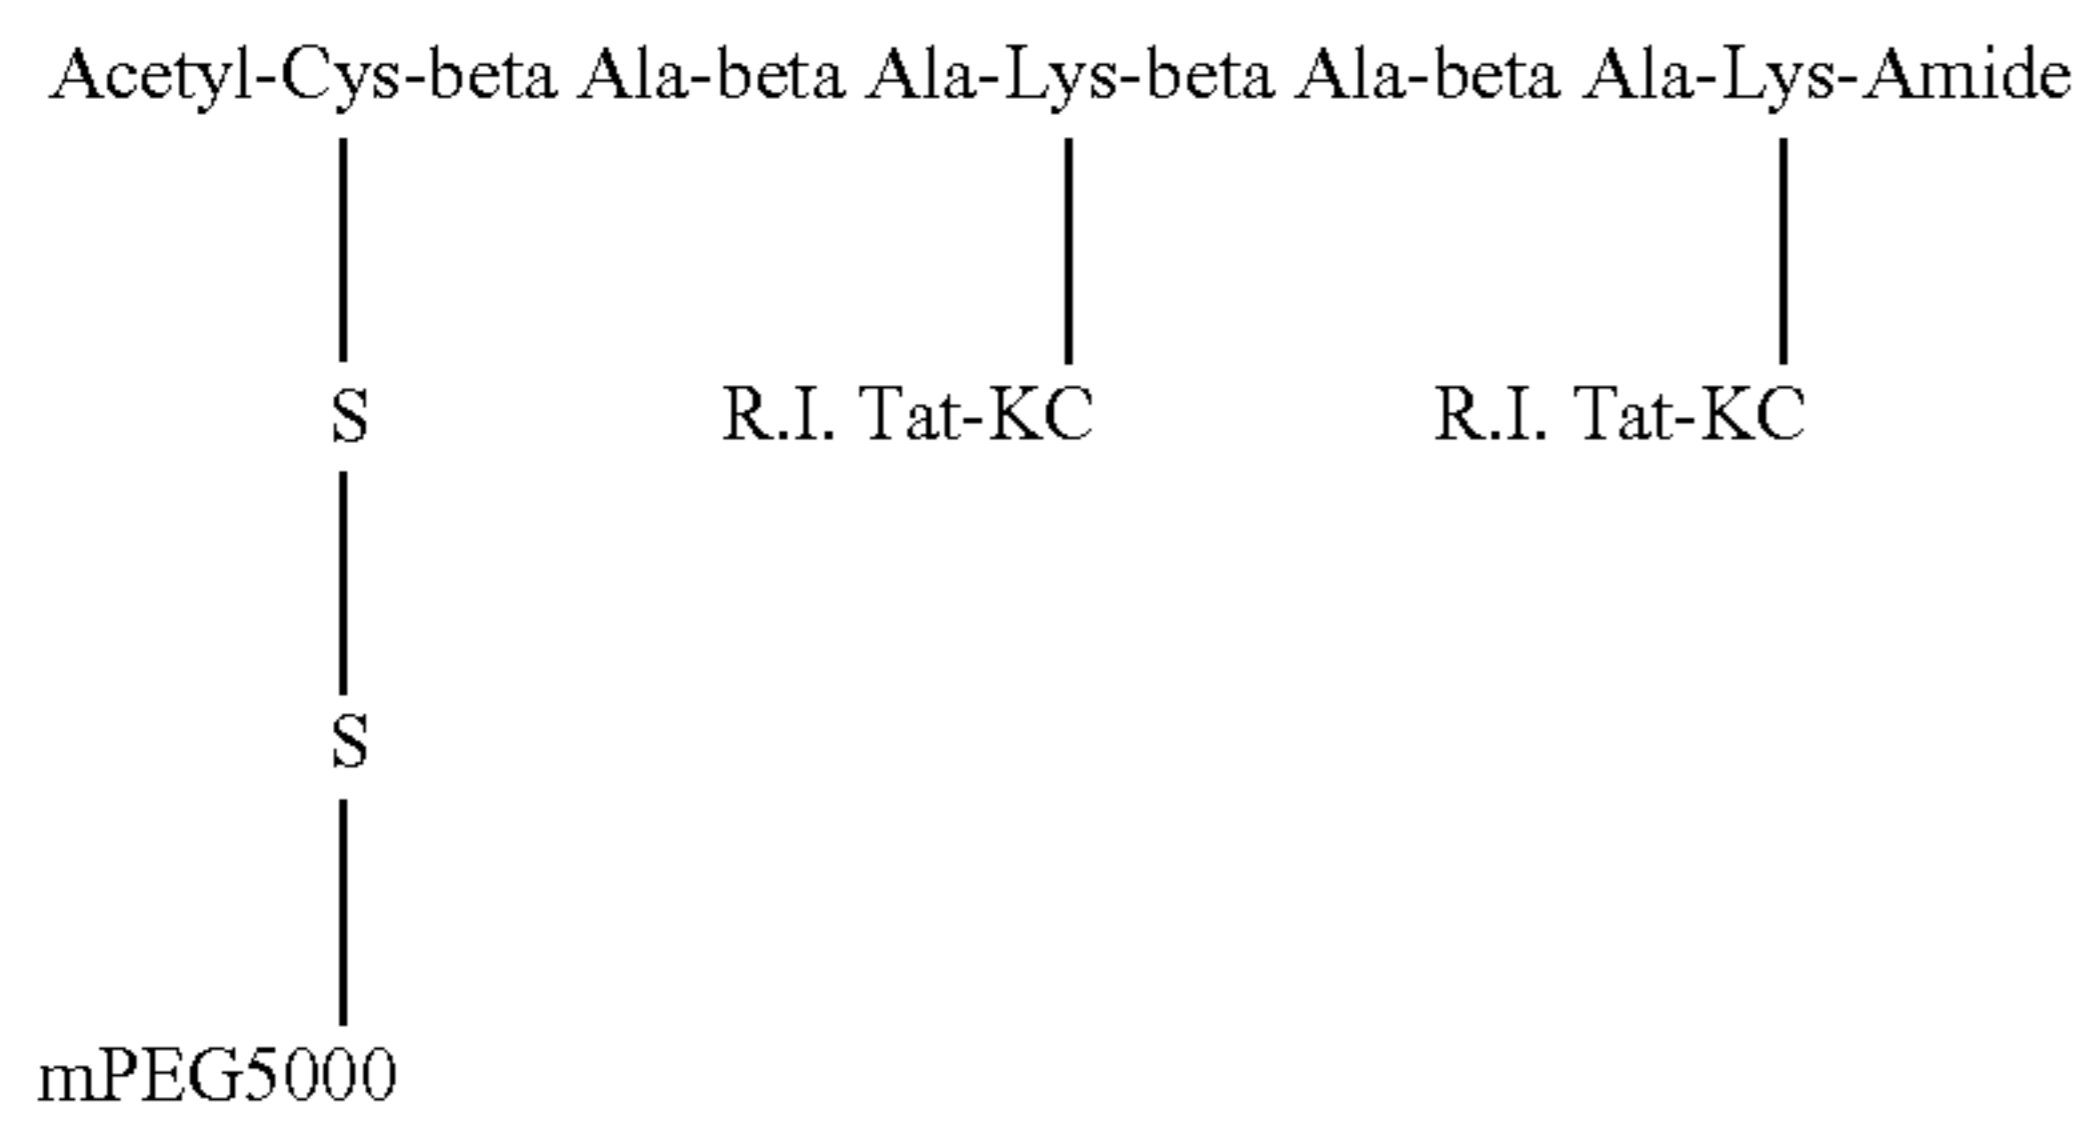 Acetyl-Cys-beta Ala-beta Ala-Lys-beta Ala-beta Ala-Lys-Amide
S R.I. Tat-KC R.I. Tat-KC
S
mPEG5000